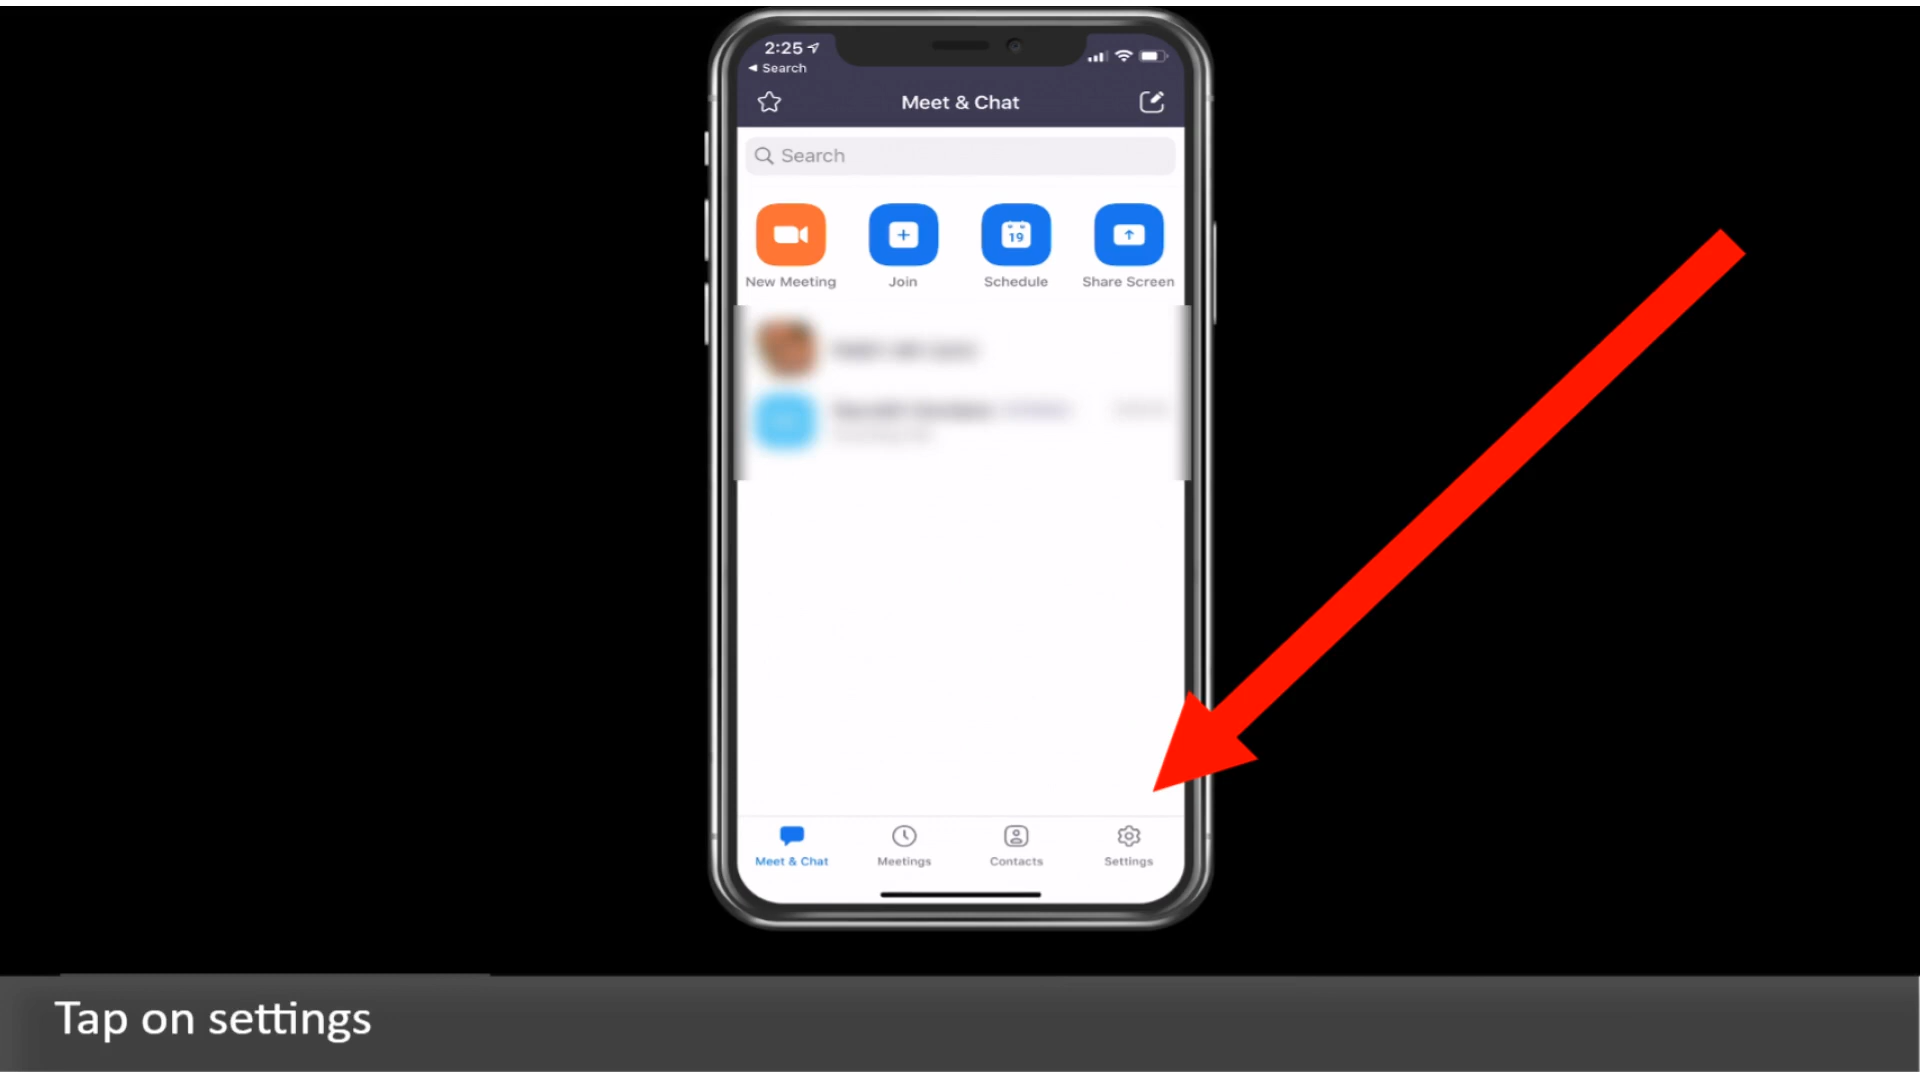 2:25
Search
Meet & Chat
Search
19
New Meeting
Join
Schedule
Share Screen
Meet & Chat
Meetings
Contacts
Settings
Tap on settings